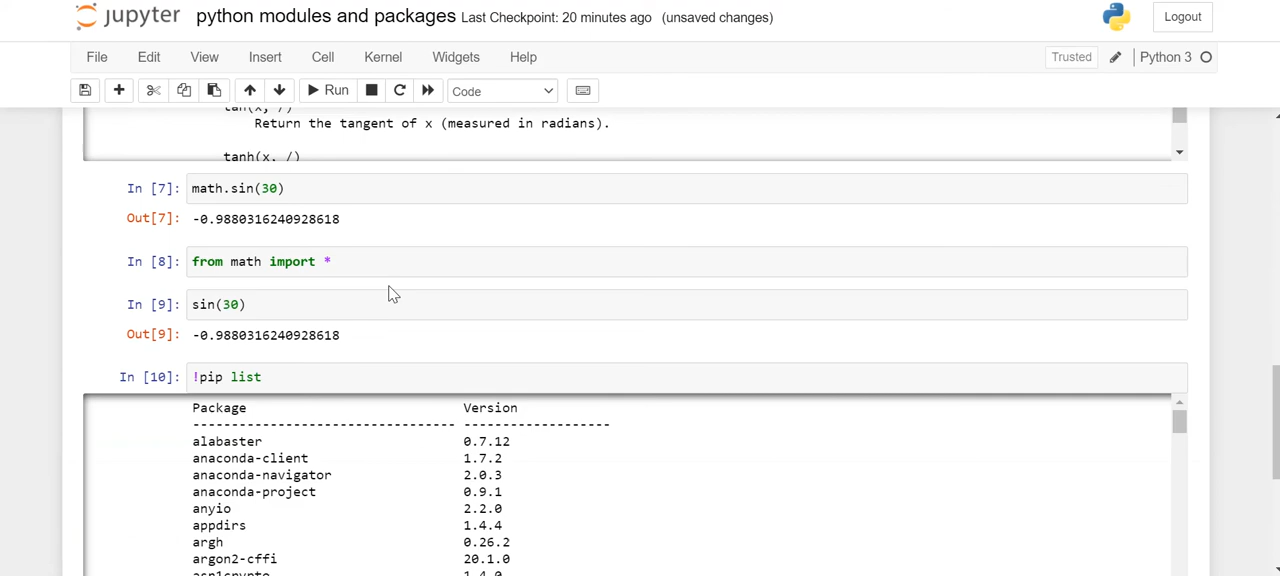 jupyter python modules and packages Last Checkpoint: 20 minutes ago (unsaved changes) Logout
File Edit View Insert Cell Kernel Widgets Help Trusted Python 3
Run Code
tan(x, /)
Return the tangent of x (measured in radians).
tanh(x, /)
In [7]: math.sin(30)
Out[7]: -0.9880316240928618
In [8]: from math import *
In [9]: sin(30)
Out[9]: -0.9880316240928618
In [10]: !pip list
Package Version
---------------------------------- -------------------
alabaster 0.7.12
anaconda-client 1.7.2
anaconda-navigator 2.0.3
anaconda-project 0.9.1
anyio 2.2.0
appdirs 1.4.4
argh 0.26.2
argon2-cffi 20.1.0
asn1crypto 1.4.0